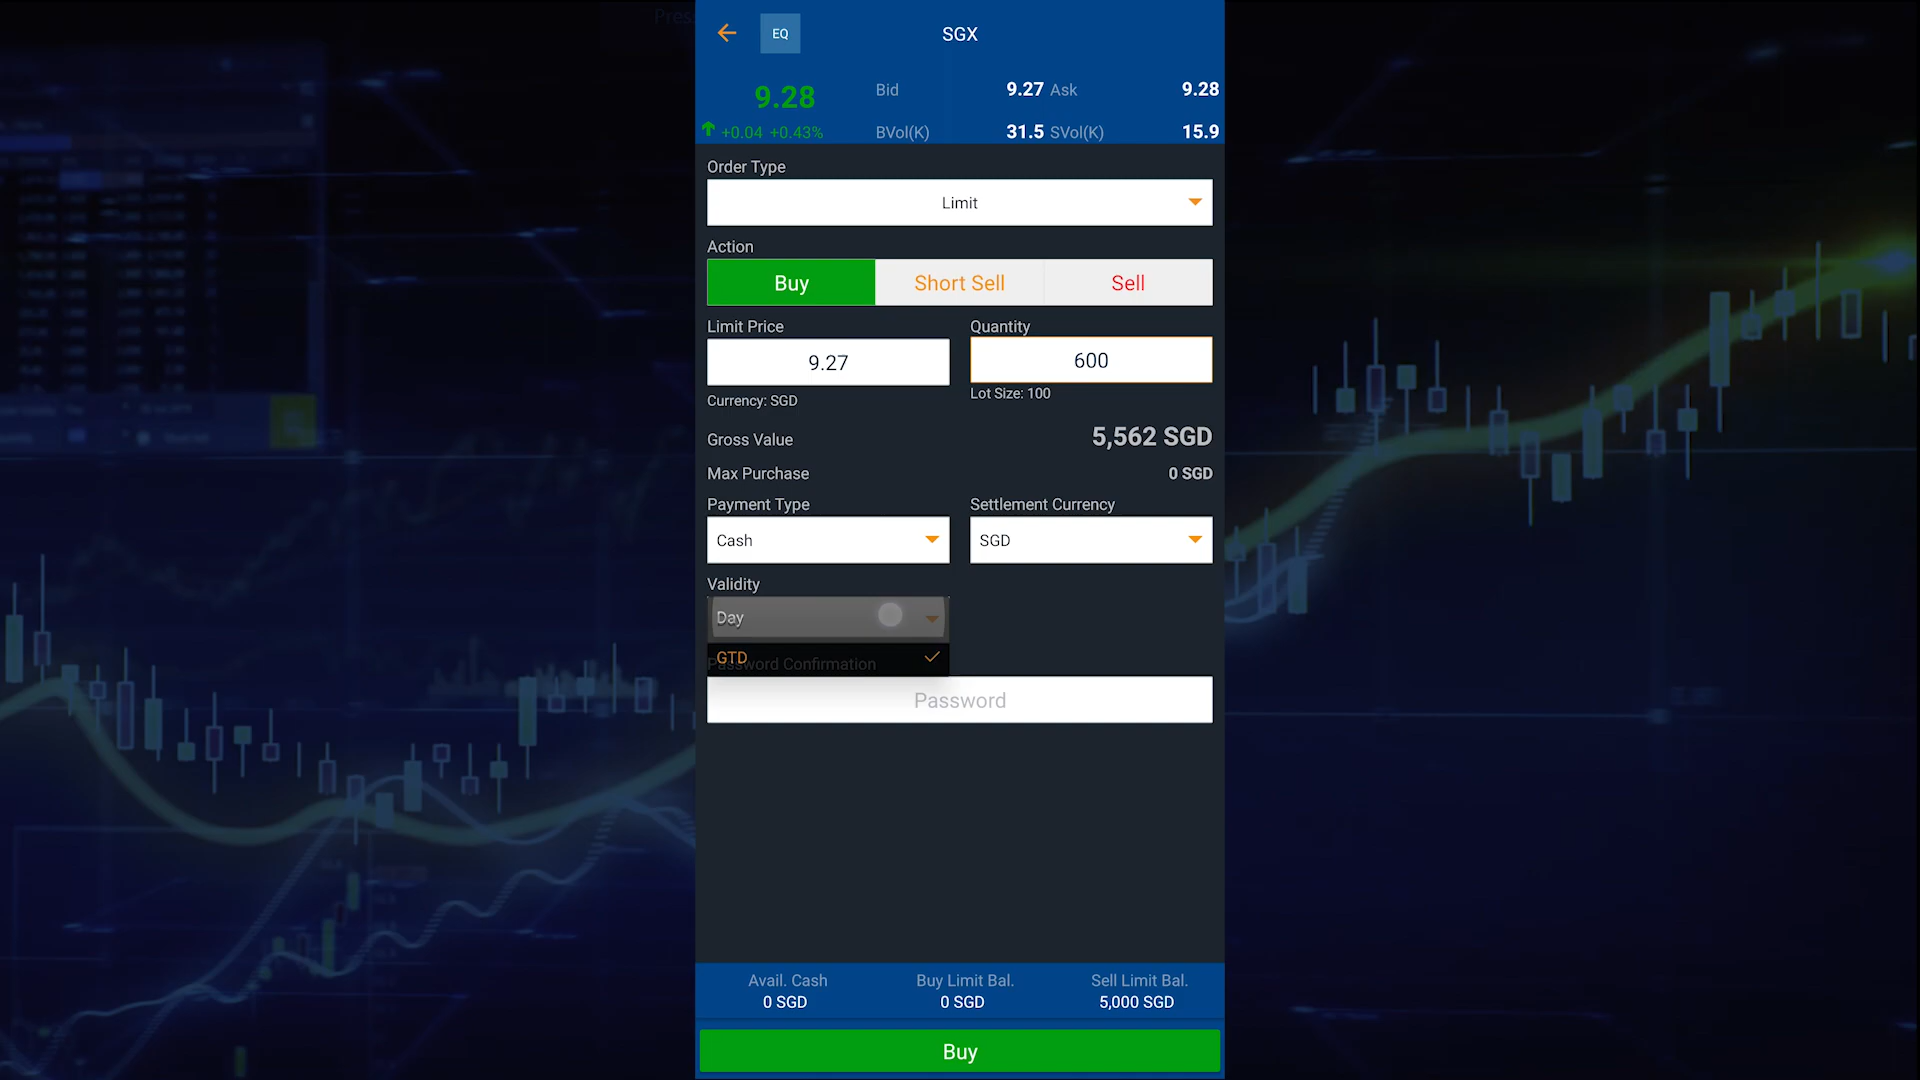 EQ
SGX
9.28
Bid 9.27 Ask 9.28
+0.04 +0.43%
BVol(K) 31.5 SVol(K) 15.9
Order Type
Limit
Action
Buy Short Sell Sell
Limit Price Quantity
9.27 600
Currency: SGD Lot Size: 100
Gross Value 5,562 SGD
Max Purchase 0 SGD
Payment Type Settlement Currency
Cash SGD
Validity
Day
GTD
Password Confirmation
Password
Avail. Cash Buy Limit Bal. Sell Limit Bal.
0 SGD 0 SGD 5,000 SGD
Buy